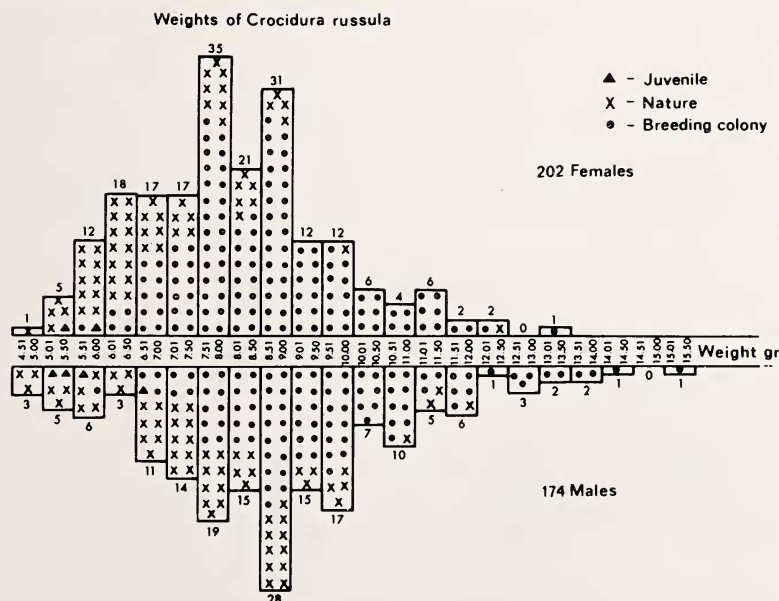 Weights of Crocidura russula
▲ - Juvenile
X - Nature
● - Breeding colony
202 Females
1 5 12 18 17 17 35 21 31 12 12 6 4 6 2 2 0 1
4.51 5.01 5.51 6.01 6.51 7.01 7.51 8.01 8.51 9.01 9.51 10.01 10.51 11.01 11.51 12.01 12.51 13.01 13.51 14.01 14.51 15.01
5.00 5.50 6.00 6.50 7.00 7.50 8.00 8.50 9.00 9.50 10.00 10.50 11.00 11.50 12.00 12.50 13.00 13.50 14.00 14.50 15.00 15.50
Weight gr
3 5 6 3 11 14 19 15 28 15 17 7 10 5 6 1 3 2 2 1 0 1
174 Males